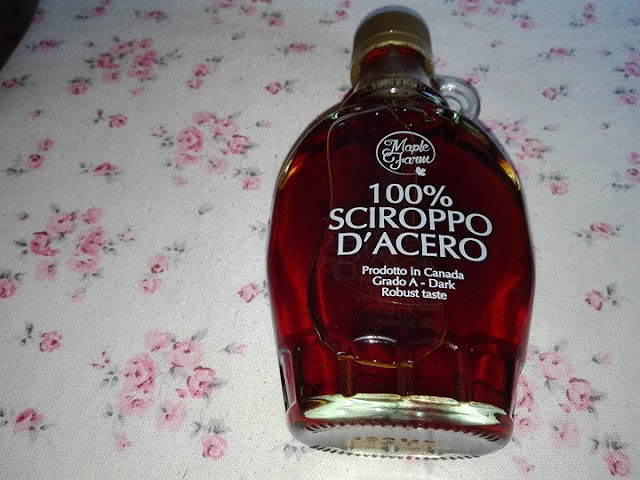 Maple
Farm
100%
SCIROPPO
D'ACERO
Prodotto in Canada
Grado A - Dark
Robust taste